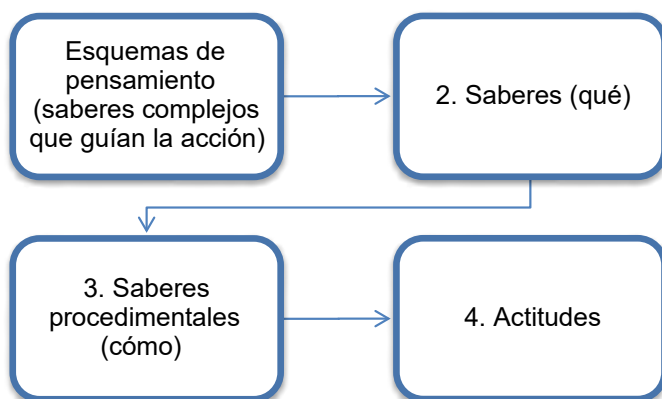 Esquemas de
pensamiento
(saberes complejos
que guían la acción)
2. Saberes (qué)
3. Saberes
procedimentales
(cómo)
4. Actitudes